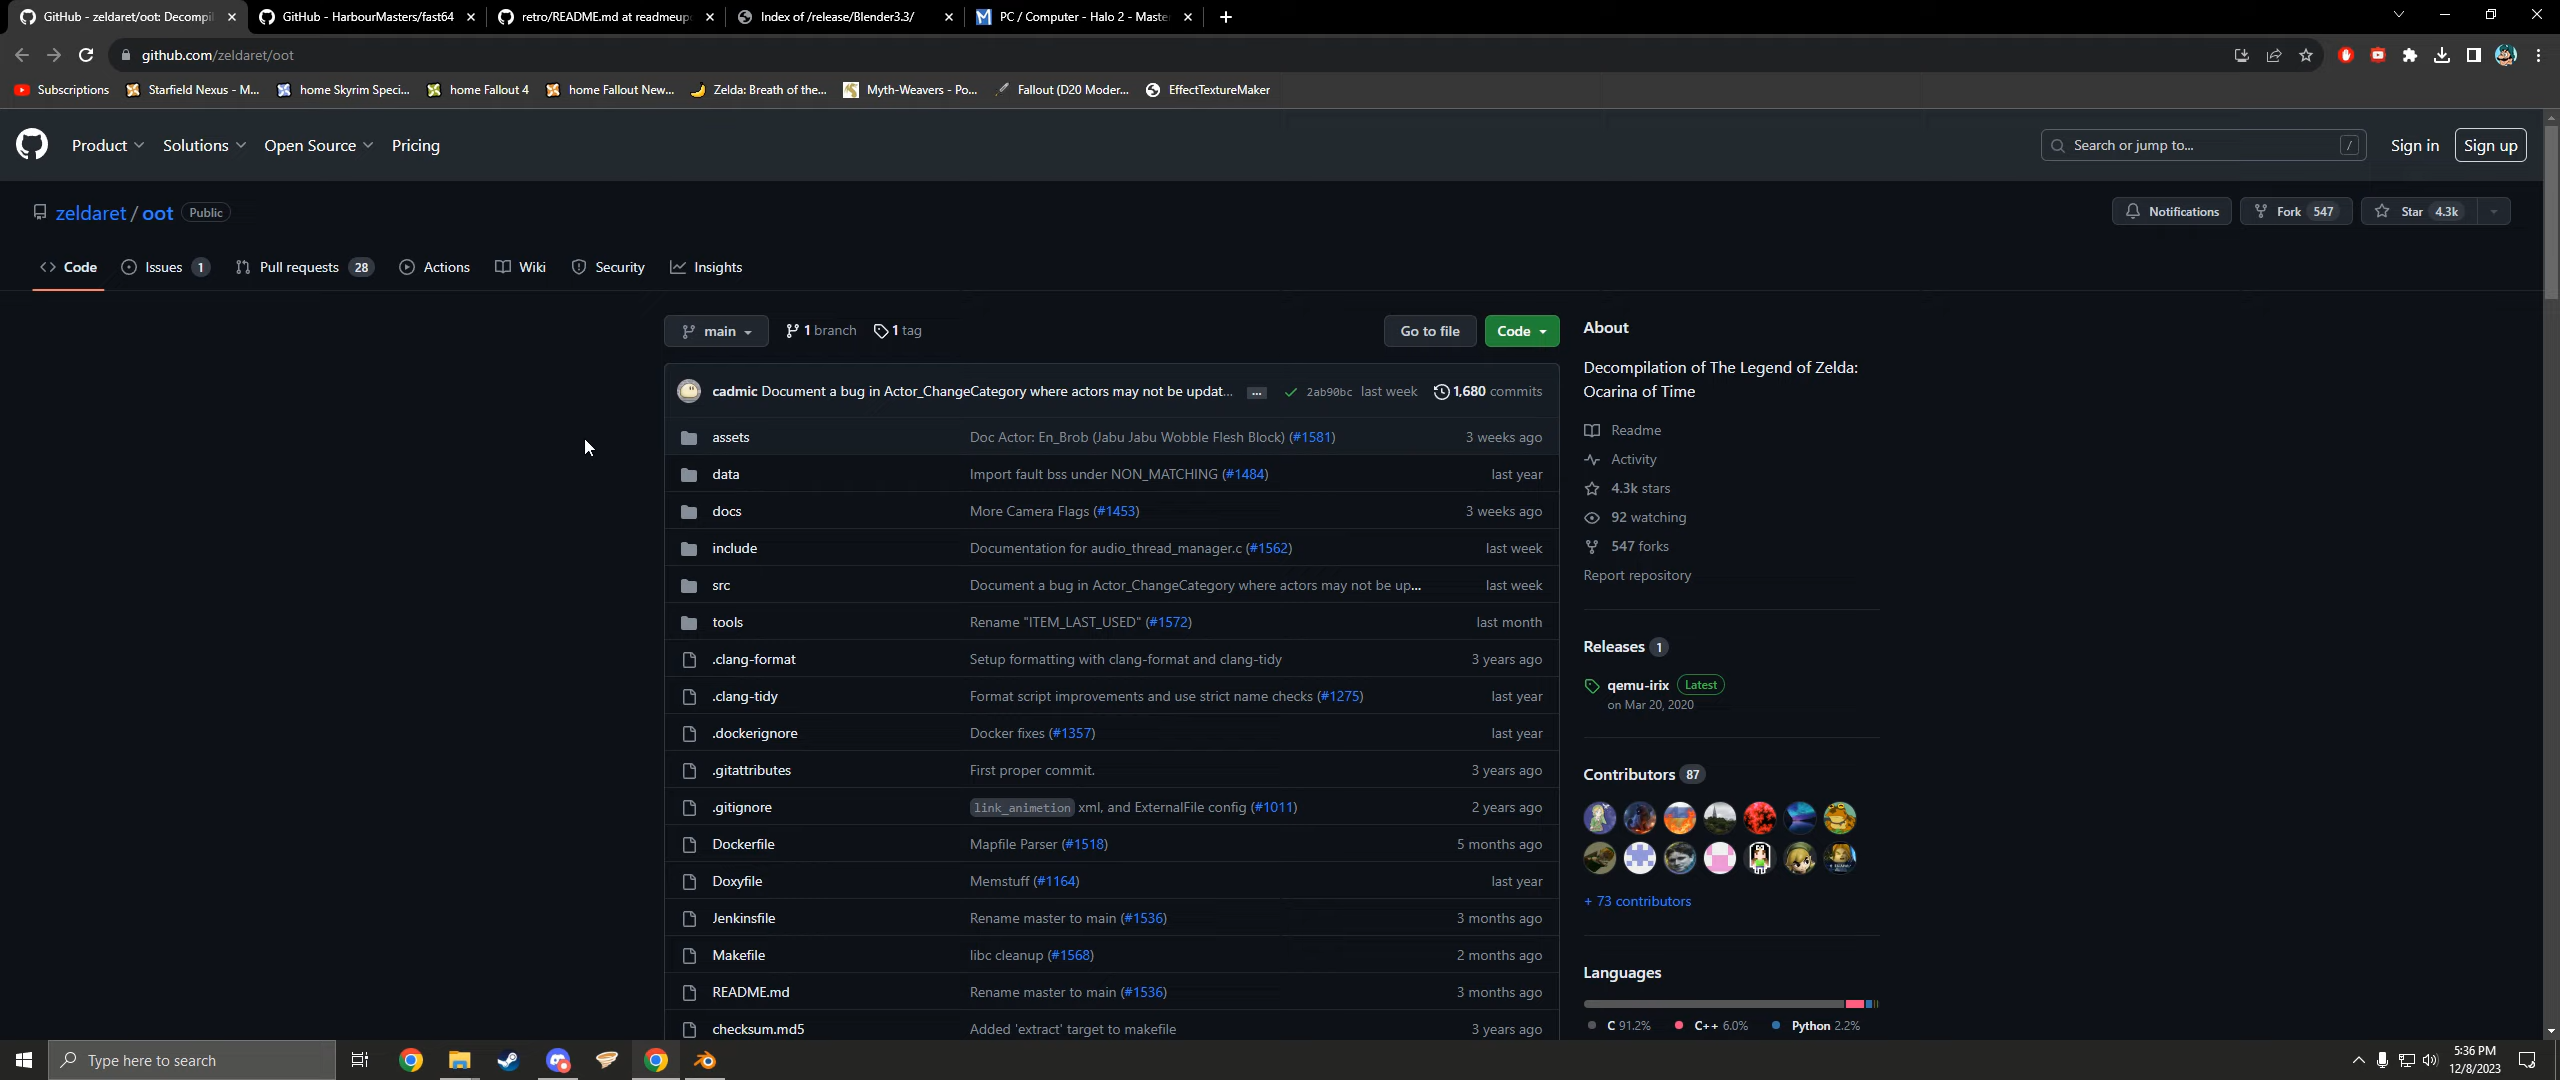 GitHub - zeldaret/oot: Decompil
GitHub - HarbourMasters/fast64
retro/README.md at readmeup
Index of /release/Blender3.3/
PC / Computer - Halo 2 - Maste
github.com/zeldaret/oot
Subscriptions
Starfield Nexus - M...
home Skyrim Speci...
home Fallout 4
home Fallout New...
Zelda: Breath of the...
Myth-Weavers - Po...
Fallout (D20 Moder...
EffectTextureMaker
Product
Solutions
Open Source
Pricing
Search or jump to...
/
Sign in
Sign up
zeldaret / oot Public
Notifications
Fork 547
Star 4.3k
Code
Issues 1
Pull requests 28
Actions
Wiki
Security
Insights
main
1 branch
1 tag
Go to file
Code
cadmic Document a bug in Actor_ChangeCategory where actors may not be updat... ... 2ab90bc last week 1,680 commits
assets Doc Actor: En_Brob (Jabu Jabu Wobble Flesh Block) (#1581) 3 weeks ago
data Import fault bss under NON_MATCHING (#1484) last year
docs More Camera Flags (#1453) 3 weeks ago
include Documentation for audio_thread_manager.c (#1562) last week
src Document a bug in Actor_ChangeCategory where actors may not be up... last week
tools Rename "ITEM_LAST_USED" (#1572) last month
.clang-format Setup formatting with clang-format and clang-tidy 3 years ago
.clang-tidy Format script improvements and use strict name checks (#1275) last year
.dockerignore Docker fixes (#1357) last year
.gitattributes First proper commit. 3 years ago
.gitignore link_animetion xml, and ExternalFile config (#1011) 2 years ago
Dockerfile Mapfile Parser (#1518) 5 months ago
Doxyfile Memstuff (#1164) last year
Jenkinsfile Rename master to main (#1536) 3 months ago
Makefile libc cleanup (#1568) 2 months ago
README.md Rename master to main (#1536) 3 months ago
checksum.md5 Added 'extract' target to makefile 3 years ago
About
Decompilation of The Legend of Zelda:
Ocarina of Time
Readme
Activity
4.3k stars
92 watching
547 forks
Report repository
Releases 1
qemu-irix Latest
on Mar 20, 2020
Contributors 87
+ 73 contributors
Languages
C 91.2% C++ 6.0% Python 2.2%
Type here to search
5:36 PM
12/8/2023